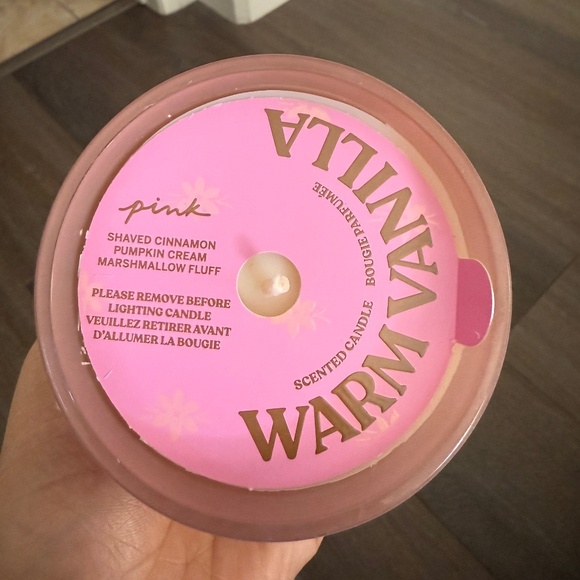 pink
SHAVED CINNAMON
PUMPKIN CREAM
MARSHMALLOW FLUFF
PLEASE REMOVE BEFORE
LIGHTING CANDLE
VEUILLEZ RETIRER AVANT
D'ALLUMER LA BOUGIE
WARM VANILLA
SCENTED CANDLE BOUGIE PARFUMÉE